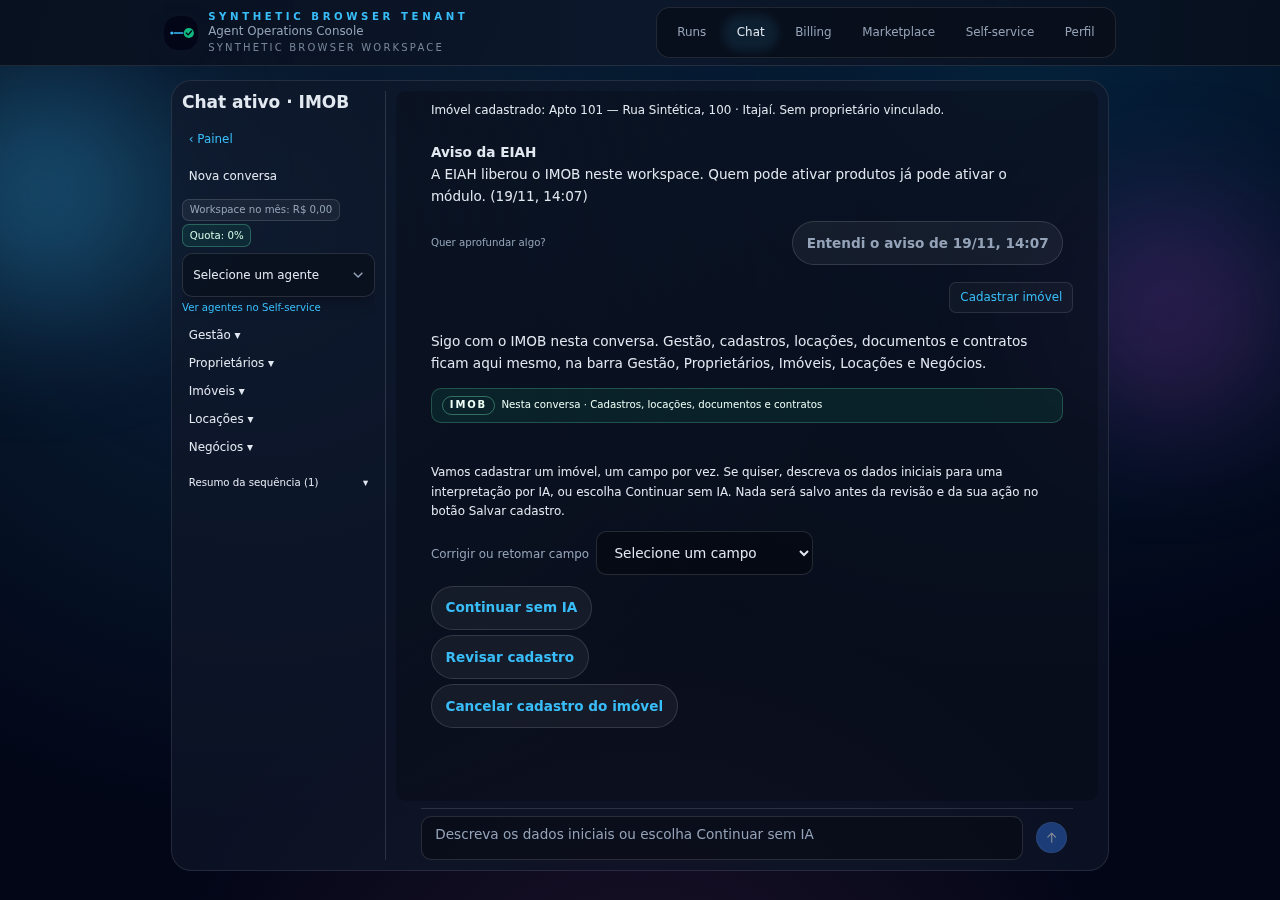 SYNTHETIC BROWSER TENANT
Agent Operations Console
SYNTHETIC BROWSER WORKSPACE
Runs
Chat
Billing
Marketplace
Self-service
Perfil
Chat ativo · IMOB
‹ Painel
Nova conversa
Workspace no mês: R$ 0,00
Quota: 0%
Selecione um agente
Ver agentes no Self-service
Gestão ▾
Proprietários ▾
Imóveis ▾
Locações ▾
Negócios ▾
Resumo da sequência (1) ▾
Imóvel cadastrado: Apto 101 — Rua Sintética, 100 · Itajaí. Sem proprietário vinculado.
Aviso da EIAH
A EIAH liberou o IMOB neste workspace. Quem pode ativar produtos já pode ativar o
módulo. (19/11, 14:07)
Quer aprofundar algo?
Entendi o aviso de 19/11, 14:07
Cadastrar imóvel
Sigo com o IMOB nesta conversa. Gestão, cadastros, locações, documentos e contratos
ficam aqui mesmo, na barra Gestão, Proprietários, Imóveis, Locações e Negócios.
IMOB Nesta conversa · Cadastros, locações, documentos e contratos
Vamos cadastrar um imóvel, um campo por vez. Se quiser, descreva os dados iniciais para uma
interpretação por IA, ou escolha Continuar sem IA. Nada será salvo antes da revisão e da sua ação no
botão Salvar cadastro.
Corrigir ou retomar campo
Selecione um campo
Continuar sem IA
Revisar cadastro
Cancelar cadastro do imóvel
Descreva os dados iniciais ou escolha Continuar sem IA